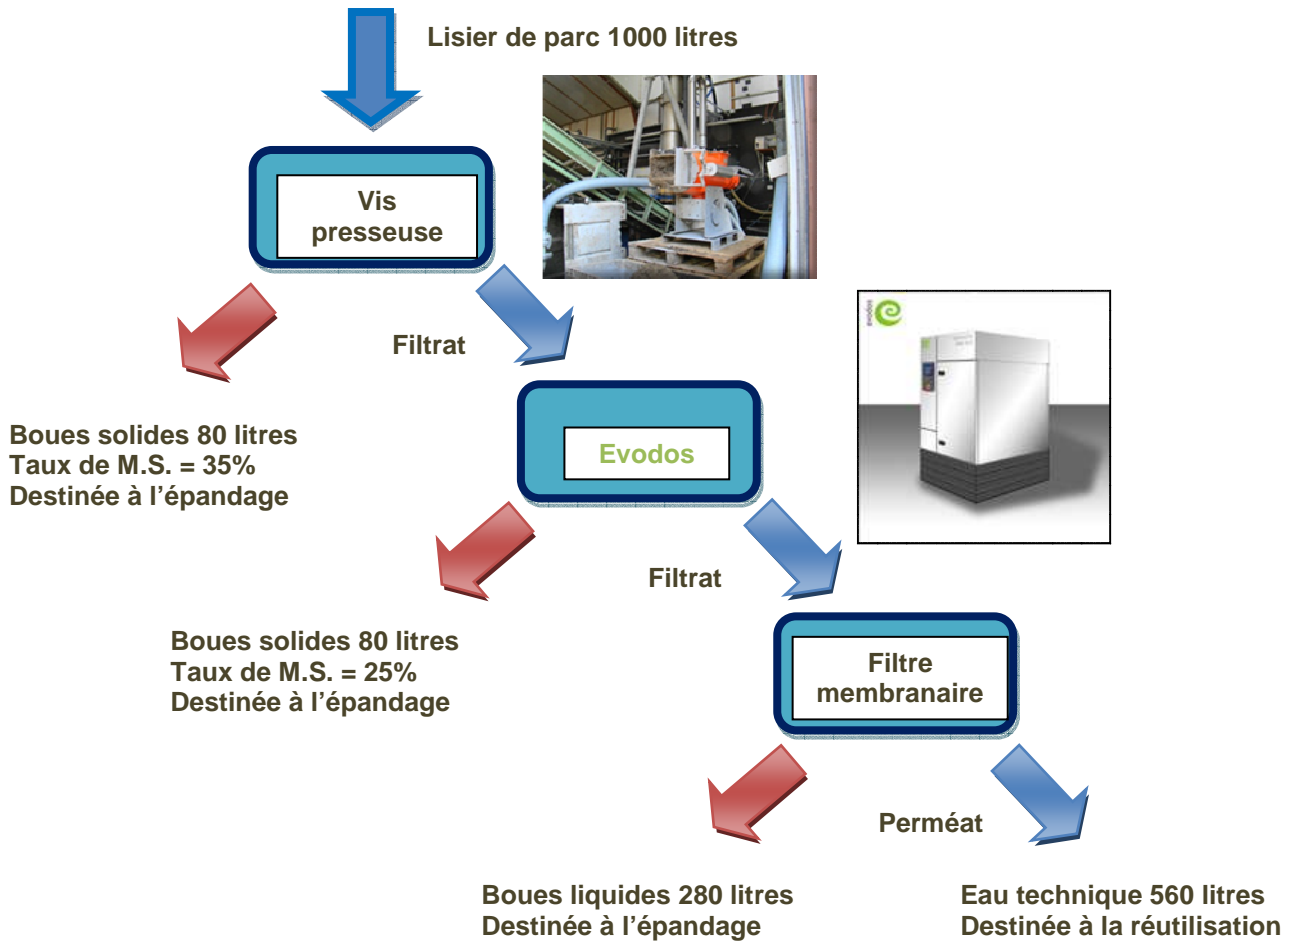 Lisier de parc 1000 litres
Vis
presseuse
Filtrat
evodos
Boues solides 80 litres
Taux de M.S. = 35%
Destinée à l’épandage
Evodos
Filtrat
Boues solides 80 litres
Taux de M.S. = 25%
Destinée à l’épandage
Filtre
membranaire
Perméat
Boues liquides 280 litres
Destinée à l’épandage
Eau technique 560 litres
Destinée à la réutilisation